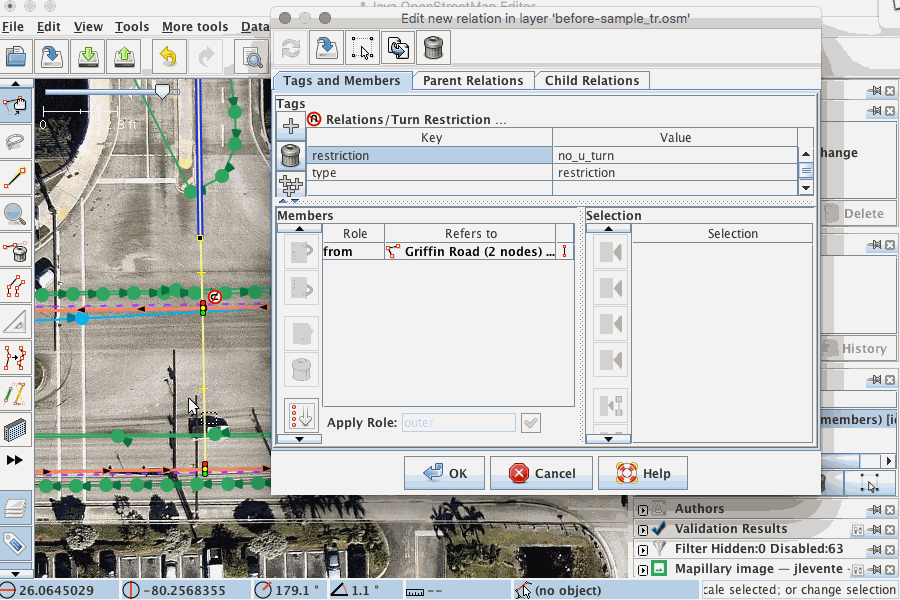 Java OpenStreetMap Editor
Edit new relation in layer 'before-sample_tr.osm'
File Edit View Tools More tools Data
Tags and Members Parent Relations Child Relations
Tags
Relations/Turn Restriction ...
Key Value
restriction no_u_turn
type restriction
Members
Role Refers to
from Griffin Road (2 nodes) ...
Apply Role: outer
Selection
Selection
OK Cancel Help
0
hange
Delete
History
members) [i
Authors
Validation Results
Filter Hidden:0 Disabled:63
Mapillary image — jlevente -
26.0645029 -80.2568355 179.1 ° 1.1 ° -- (no object) cale selected; or change selection